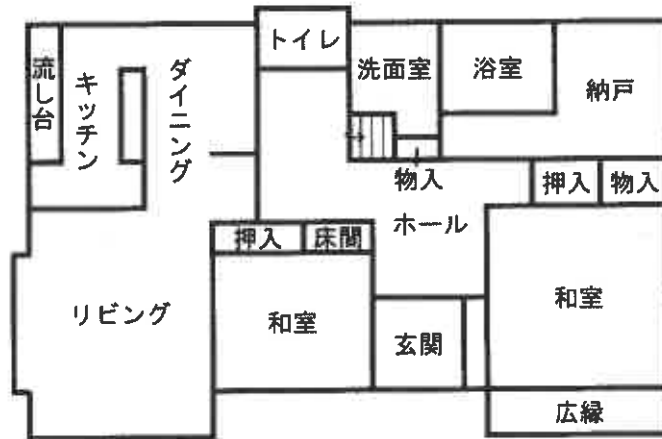 トイレ
流し台
キッチン
ダイニング
洗面室
浴室
納戸
物入
押入
物入
ホール
押入
床間
リビング
和室
玄関
和室
広縁